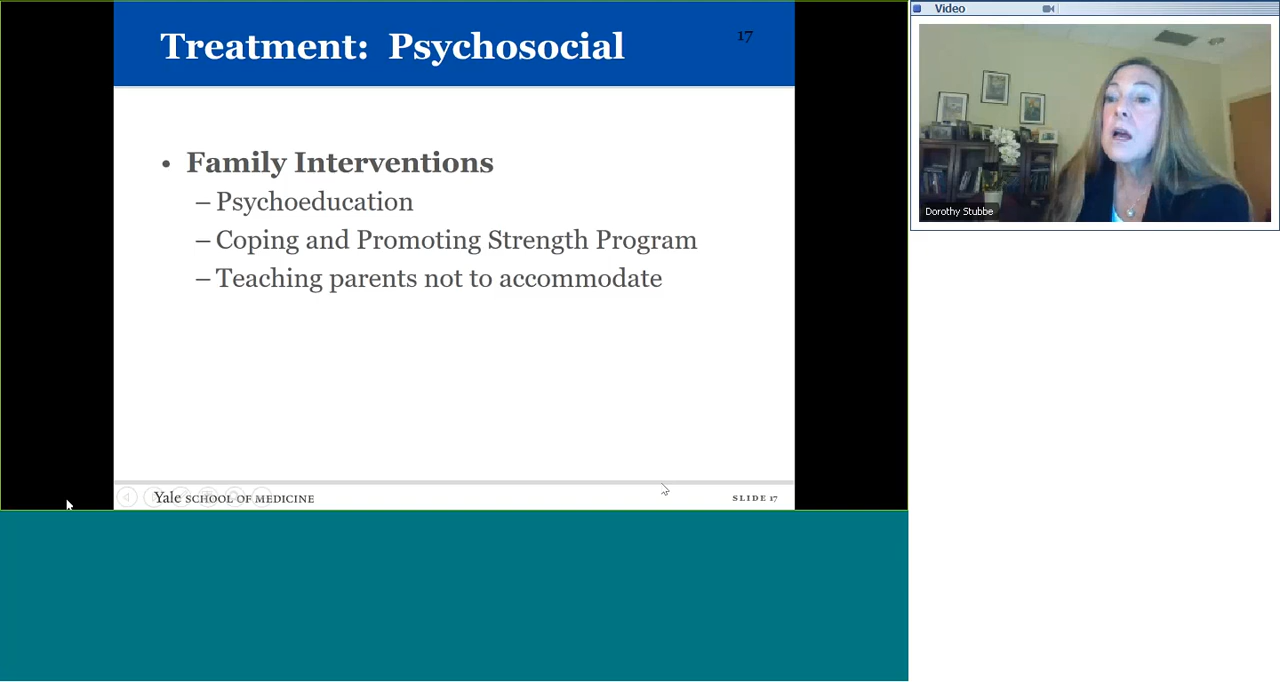 Treatment: Psychosocial
17
• Family Interventions
– Psychoeducation
– Coping and Promoting Strength Program
– Teaching parents not to accommodate
Yale SCHOOL OF MEDICINE
SLIDE 17
Video
Dorothy Stubbe